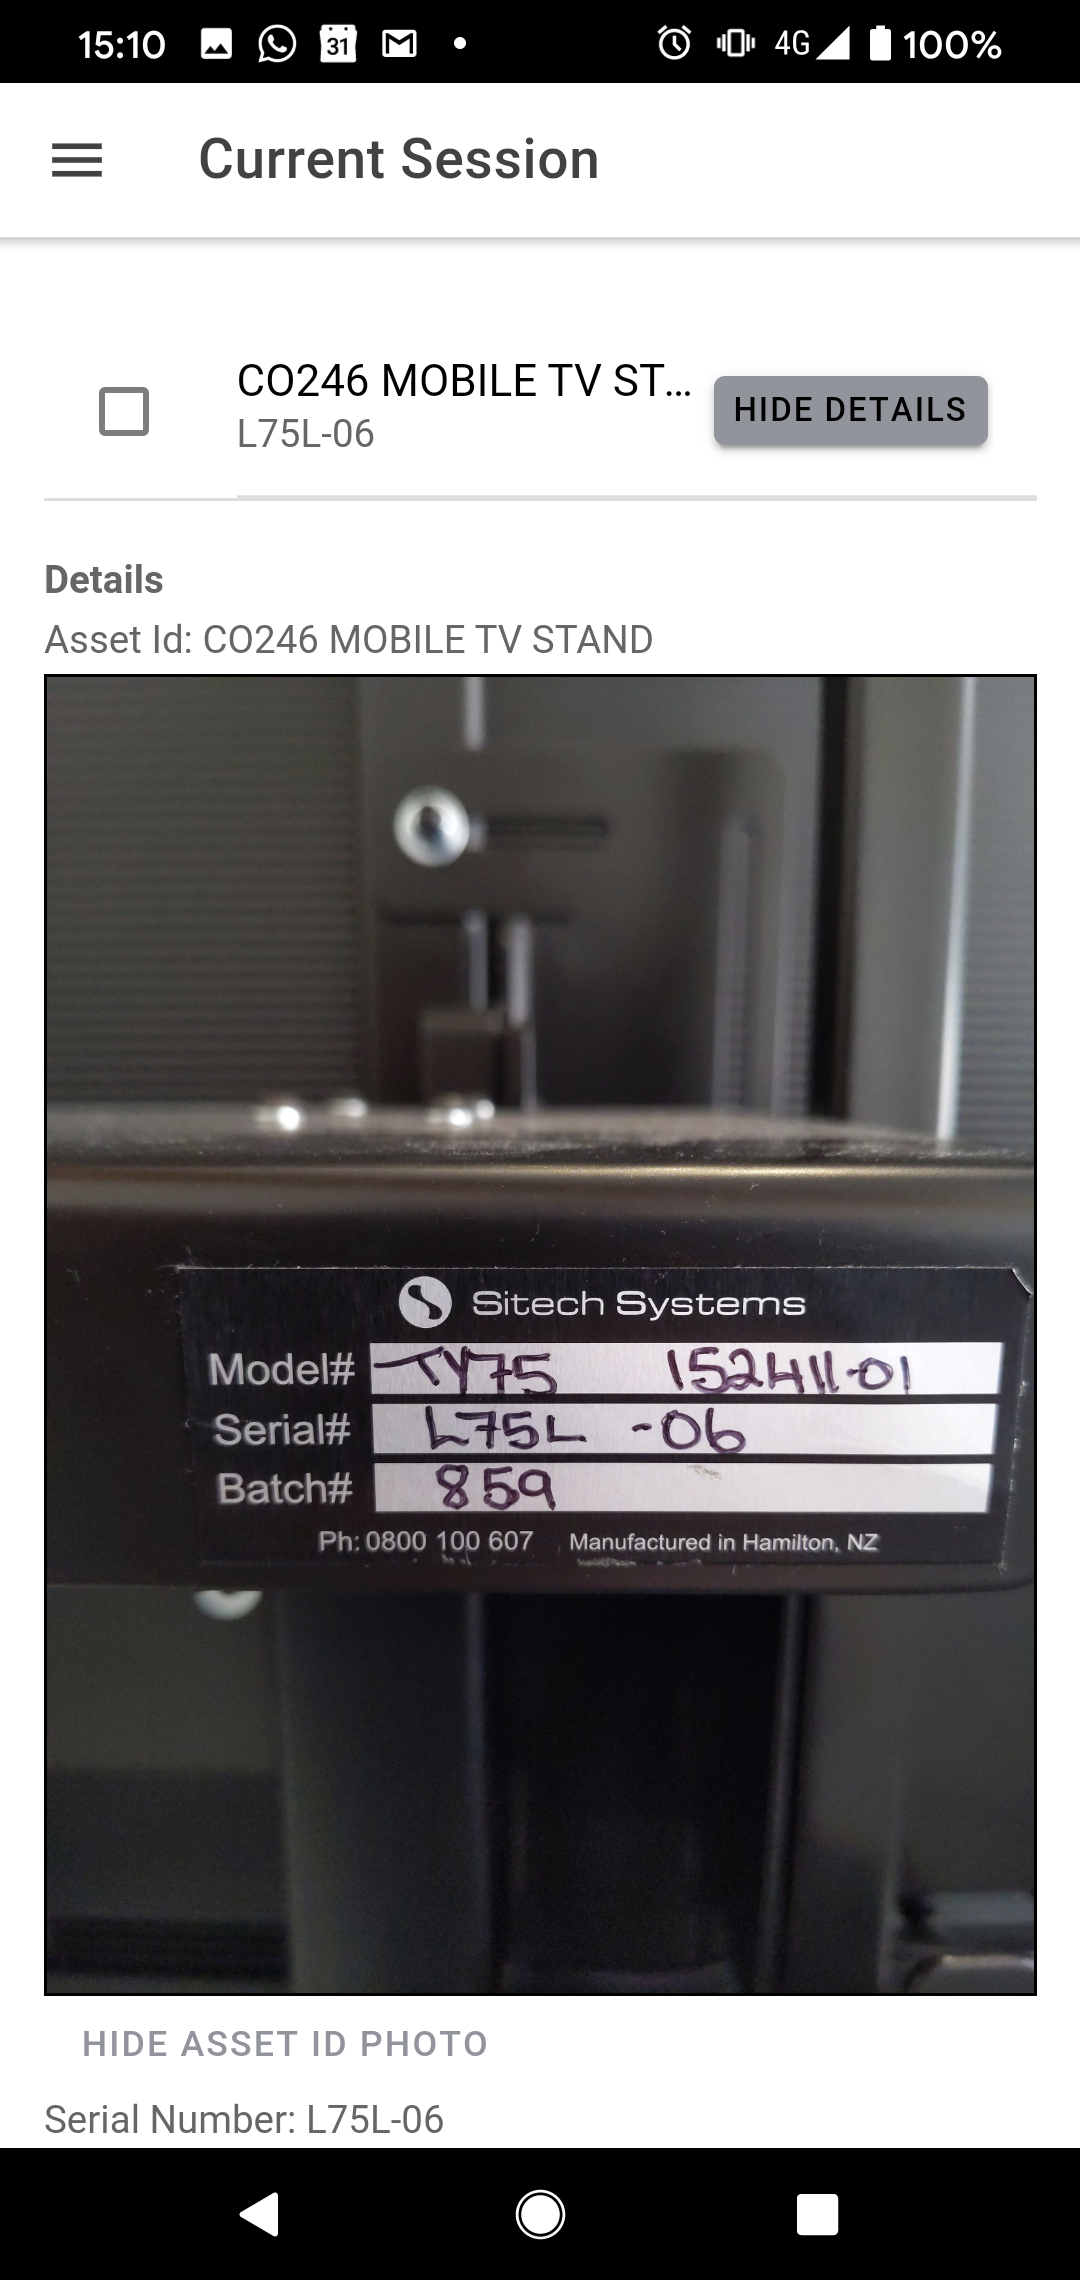 15:10 31 4G 100%
Current Session
CO246 MOBILE TV ST...
L75L-06
HIDE DETAILS
Details
Asset Id: CO246 MOBILE TV STAND
Sitech Systems
Model# TY75 152411-01
Serial# L75L -06
Batch# 859
Ph: 0800 100 607 Manufactured in Hamilton, NZ
HIDE ASSET ID PHOTO
Serial Number: L75L-06